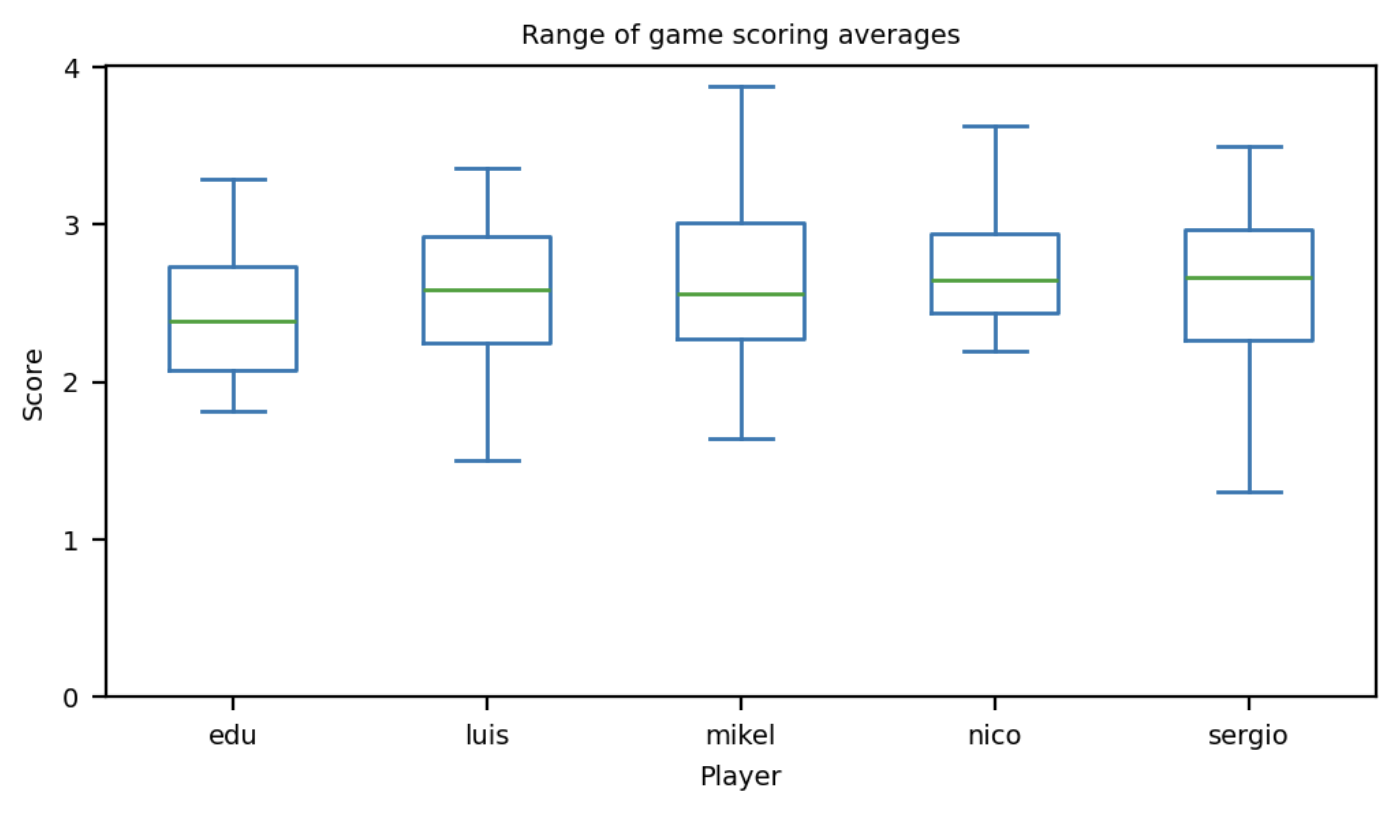 Range of game scoring averages
4
3
2
1
0
Score
edu luis mikel nico sergio
Player